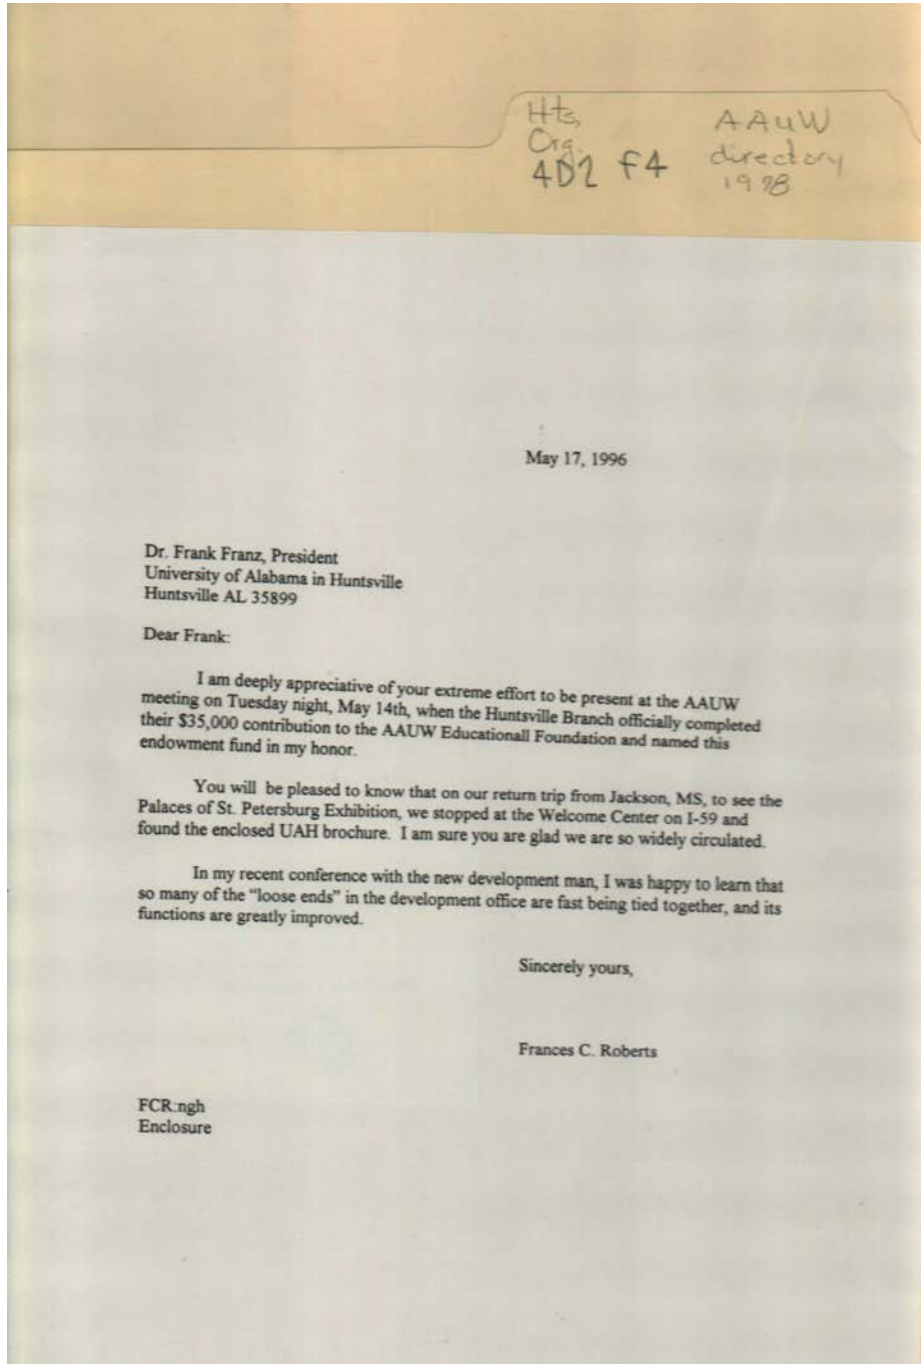 Hts, AAUW
Org. directory
4D2 f4 1978
May 17, 1996
Dr. Frank Franz, President
University of Alabama in Huntsville
Huntsville AL 35899
Dear Frank:
I am deeply appreciative of your extreme effort to be present at the AAUW
meeting on Tuesday night, May 14th, when the Huntsville Branch officially completed
their $35,000 contribution to the AAUW Educationall Foundation and named this
endowment fund in my honor.
You will be pleased to know that on our return trip from Jackson, MS, to see the
Palaces of St. Petersburg Exhibition, we stopped at the Welcome Center on I-59 and
found the enclosed UAH brochure. I am sure you are glad we are so widely circulated.
In my recent conference with the new development man, I was happy to learn that
so many of the “loose ends” in the development office are fast being tied together, and its
functions are greatly improved.
Sincerely yours,
Frances C. Roberts
FCR:ngh
Enclosure